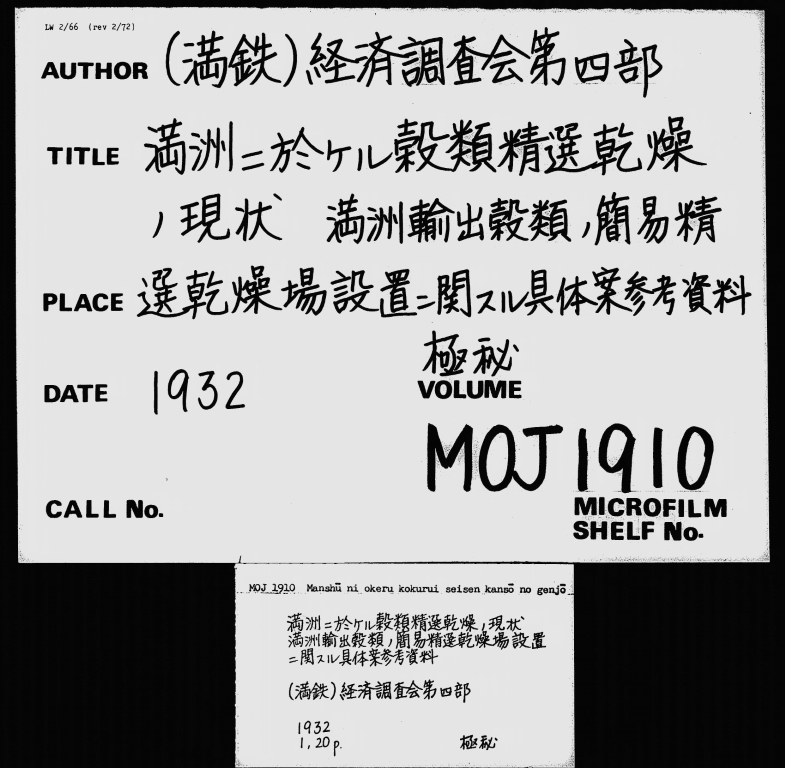 LW 2/66 (rev 2/72)
AUTHOR (満鉄)経済調査会第四部
TITLE 満洲ニ於ケル穀類精選乾燥
ノ現状 満洲輸出穀類ノ簡易精
PLACE 選乾燥場設置ニ関スル具体案参考資料
極秘
DATE 1932 VOLUME
MOJ 1910
CALL No. MICROFILM
SHELF No.
MOJ 1910 Manshū ni okeru kokurui seisen kansō no genjō
満洲ニ於ケル穀類精選乾燥ノ現状
満洲輸出穀類ノ簡易精選乾燥場設置
ニ関スル具体案参考資料
(満鉄)経済調査会第四部
1932
1, 20 p. 極秘